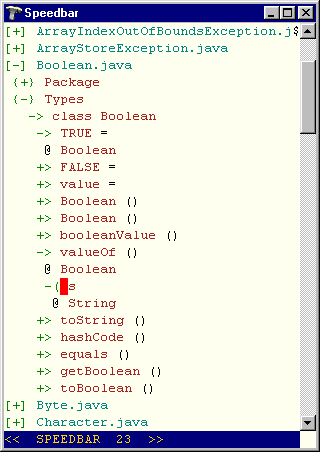 Speedbar
[+] ArrayIndexOutOfBoundsException.j$
[+] ArrayStoreException.java
[-] Boolean.java
{+} Package
{-} Types
-> class Boolean
-> TRUE =
@ Boolean
+> FALSE =
+> value =
+> Boolean ()
+> Boolean ()
+> booleanValue ()
-> valueOf ()
@ Boolean
-( s
@ String
+> toString ()
+> hashCode ()
+> equals ()
+> getBoolean ()
+> toBoolean ()
[+] Byte.java
[+] Character.java
<< SPEEDBAR 23 >>